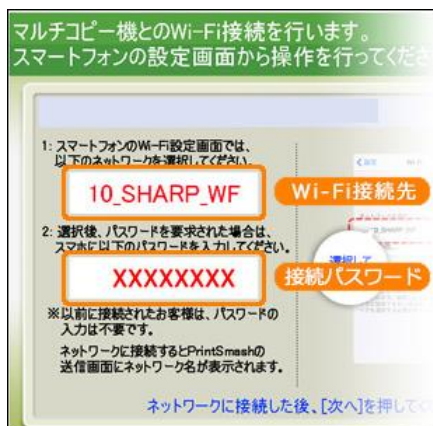 マルチコピー機とのWi-Fi接続を行います。
スマートフォンの設定画面から操作を行ってくださ
1: スマートフォンのWi-Fi設定画面では、
以下のネットワークを選択してください。
10_SHARP_WF
Wi-Fi接続先
2: 選択後、パスワードを要求された場合は、
スマホに以下のパスワードを入力してください。
選択して
XXXXXXXX
接続パスワード
※以前に接続されたお客様は、パスワードの
入力は不要です。
ネットワークに接続するとPrintSmashの
送信画面にネットワーク名が表示されます。
ネットワークに接続した後、[次へ]を押して